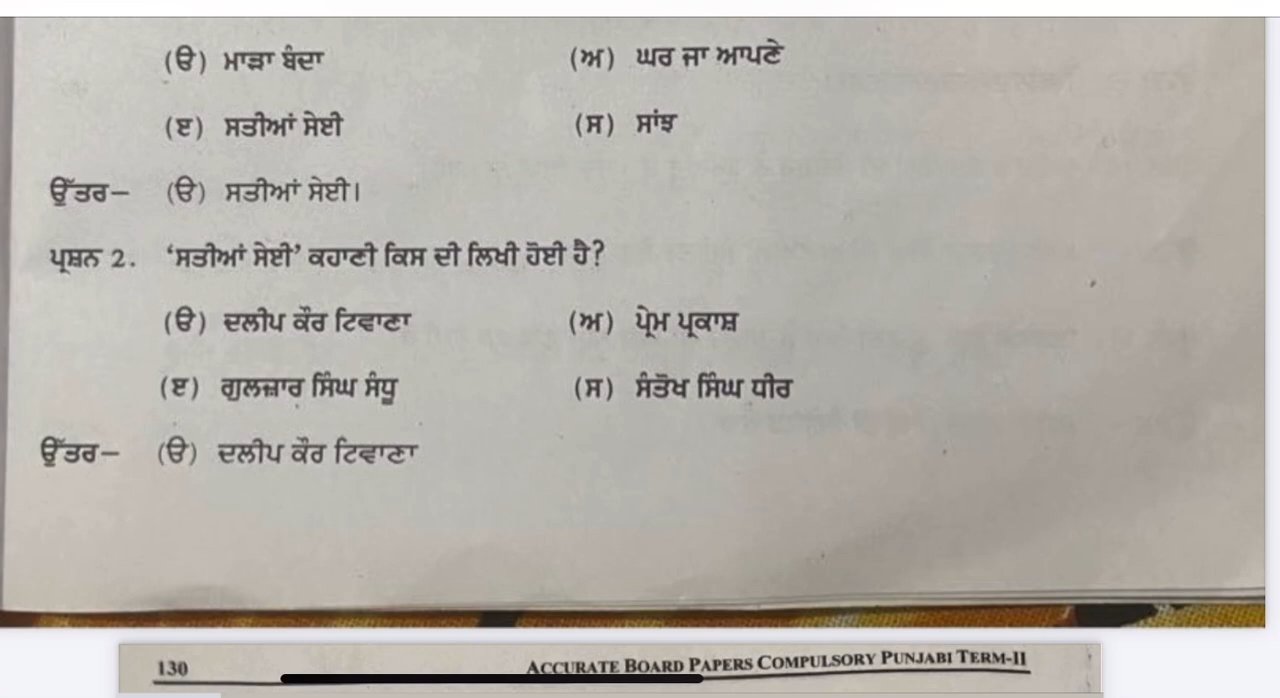 (ੳ) ਮਾੜਾ ਬੰਦਾ (ਅ) ਘਰ ਜਾ ਆਪਣੇ
(ੲ) ਸਤੀਆਂ ਸੇਈ (ਸ) ਸਾਂਝ
ਉੱਤਰ– (ੳ) ਸਤੀਆਂ ਸੇਈ।
ਪ੍ਰਸ਼ਨ 2. ‘ਸਤੀਆਂ ਸੇਈ’ ਕਹਾਣੀ ਕਿਸ ਦੀ ਲਿਖੀ ਹੋਈ ਹੈ?
(ੳ) ਦਲੀਪ ਕੌਰ ਟਿਵਾਣਾ (ਅ) ਪ੍ਰੇਮ ਪ੍ਰਕਾਸ਼
(ੲ) ਗੁਲਜ਼ਾਰ ਸਿੰਘ ਸੰਧੂ (ਸ) ਸੰਤੋਖ ਸਿੰਘ ਧੀਰ
ਉੱਤਰ– (ੳ) ਦਲੀਪ ਕੌਰ ਟਿਵਾਣਾ
130 ACCURATE BOARD PAPERS COMPULSORY PUNJABI TERM-II